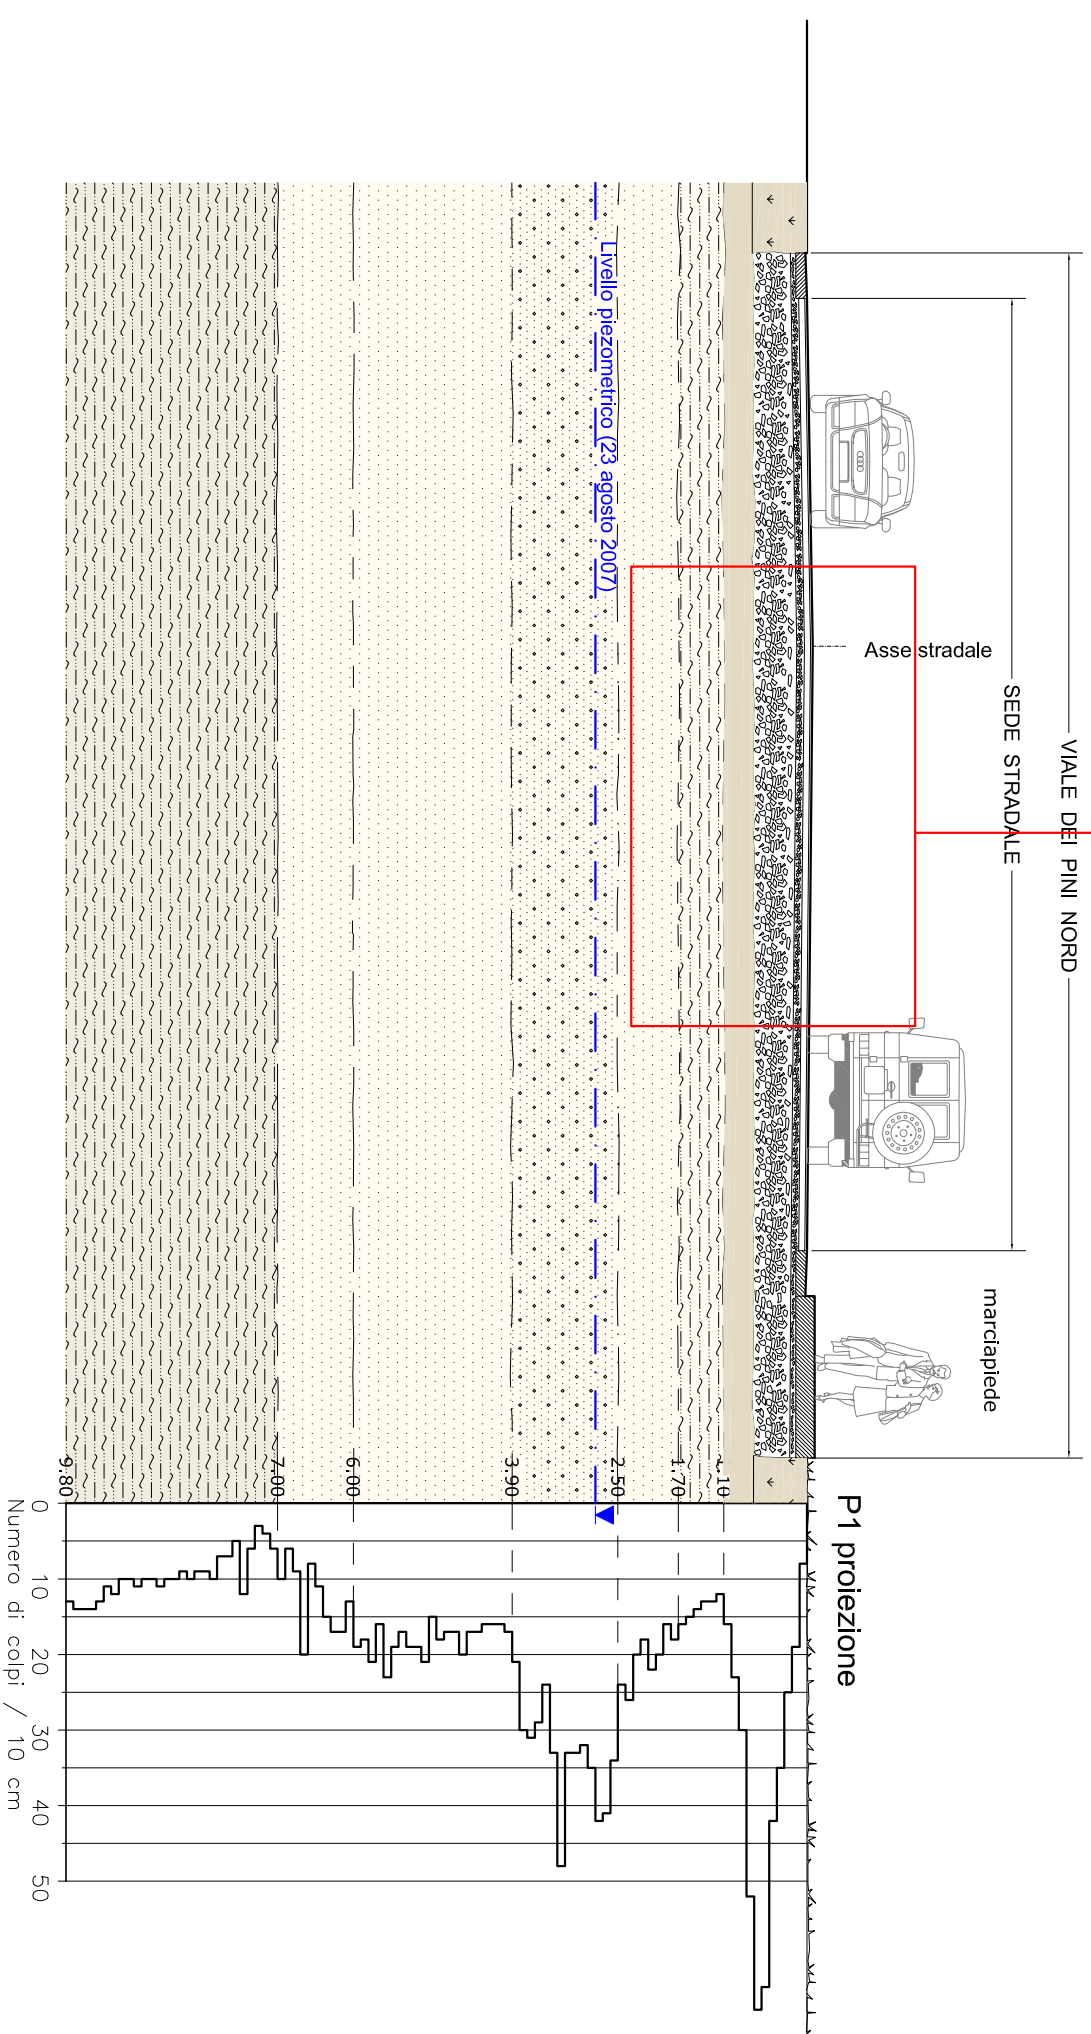 VIALE DEI PINI NORD
SEDE STRADALE
Asse stradale
marciapiede
P1 proiezione
Livello piezometrico (23 agosto 2007)
1.10
1.70
2.50
3.90
6.00
7.00
9.80
0 10 20 30 40 50
Numero di colpi / 10 cm